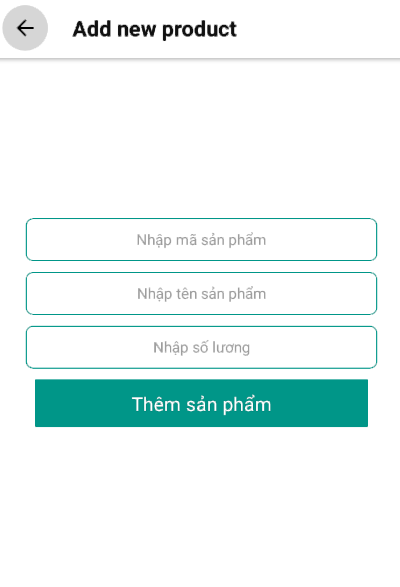 Add new product
Nhập mã sản phẩm
Nhập tên sản phẩm
Nhập số lương
Thêm sản phẩm